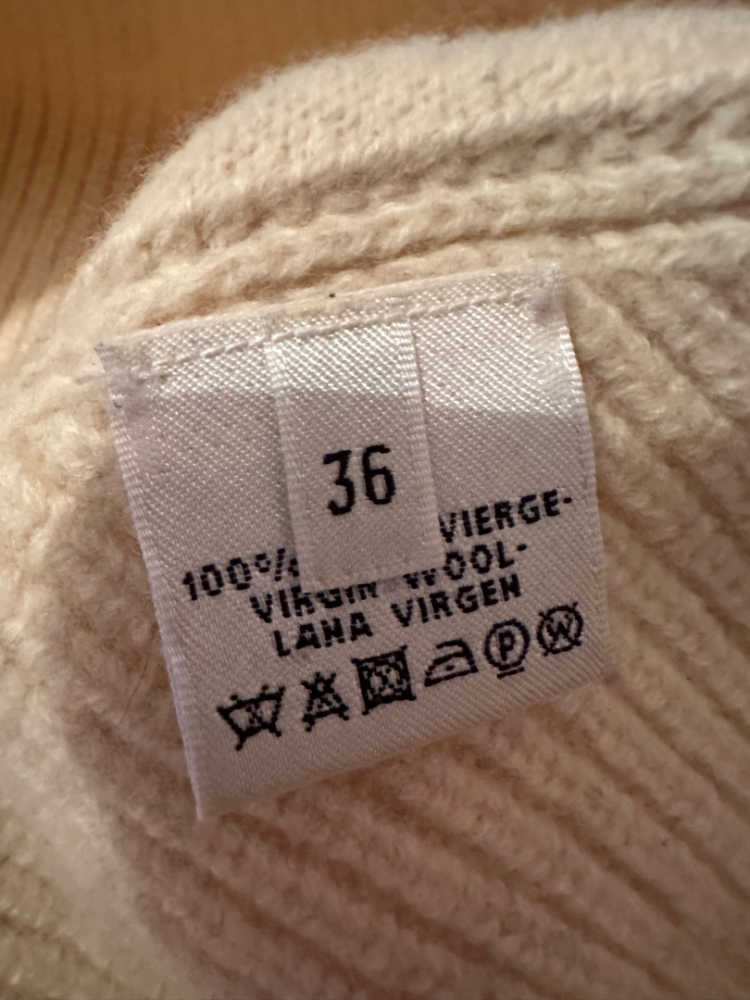 36
100% VIERGE-
VIRGIN WOOL-
LANA VIRGEN
P W